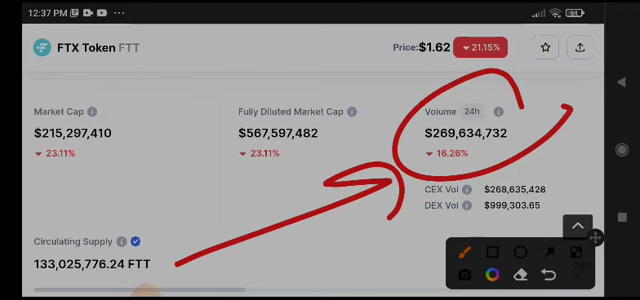 12:37 PM
61
FTX Token FTT
Price:$1.62 21.15%
Market Cap
$215,297,410
23.11%
Fully Diluted Market Cap
$567,597,482
23.11%
Volume 24h
$269,634,732
16.26%
CEX Vol $268,635,428
DEX Vol $999,303.65
Circulating Supply
133,025,776.24 FTT